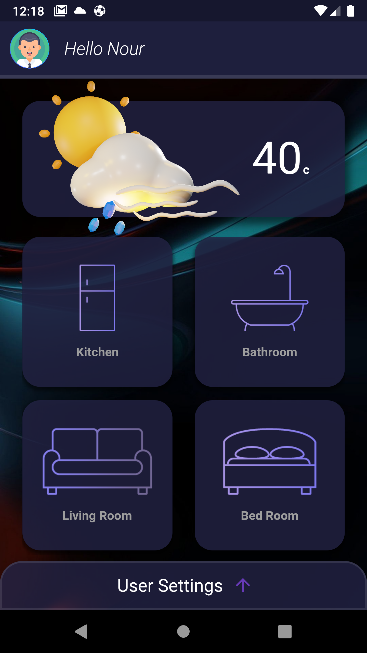 12:18
Hello Nour
40c
Kitchen
Bathroom
Living Room
Bed Room
User Settings